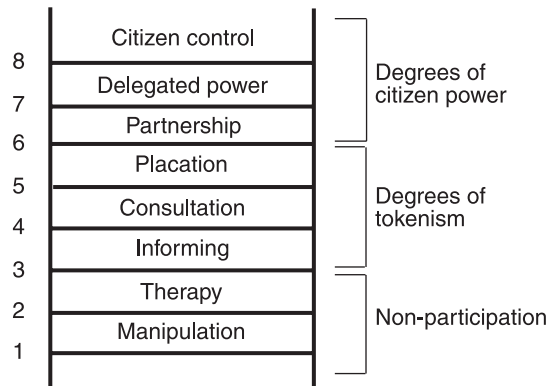 Citizen control
8
Delegated power
7
Partnership
6
Placation
5
Consultation
4
Informing
3
Therapy
2
Manipulation
1
Degrees of
citizen power
Degrees of
tokenism
Non-participation